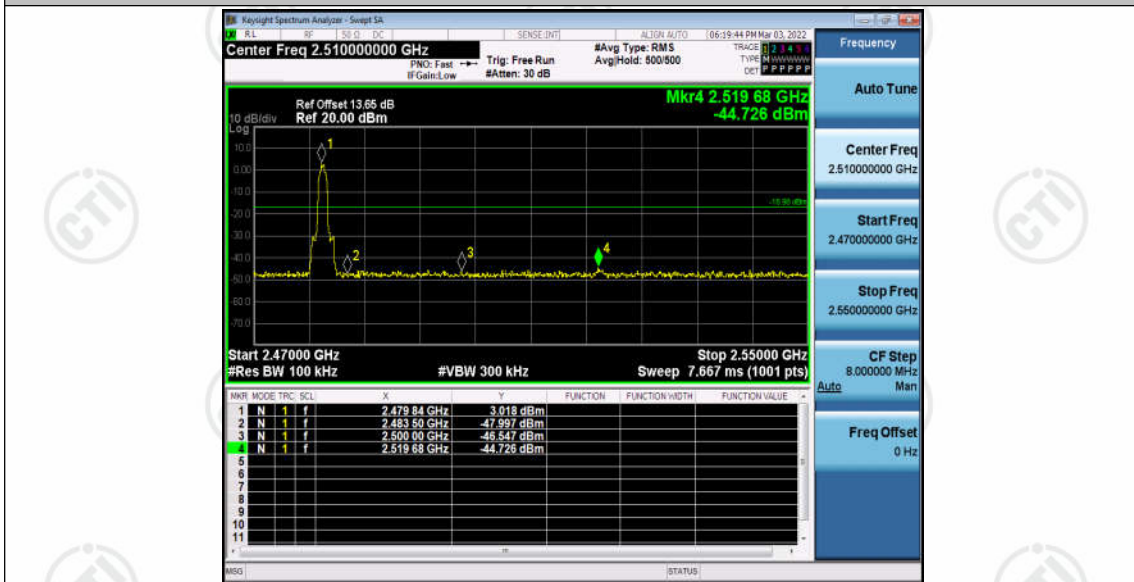 Keysight Spectrum Analyzer - Swept SA
RL RF 50 Ω DC SENSE:INT ALIGN AUTO 06:19:44 PM Mar 03, 2022
Center Freq 2.510000000 GHz
PNO: Fast
IFGain:Low
Trig: Free Run
#Atten: 30 dB
#Avg Type: RMS
Avg|Hold: 500/500
TRACE 1 2 3 4 5 6
TYPE M WWWWW
DET P P P P P P
Frequency
Auto Tune
Center Freq
2.510000000 GHz
Start Freq
2.470000000 GHz
Stop Freq
2.550000000 GHz
CF Step
8.000000 MHz
Auto Man
Freq Offset
0 Hz
Mkr4 2.519 68 GHz
-44.726 dBm
Ref Offset 13.65 dB
10 dB/div Ref 20.00 dBm
Log
10.0
0.00
-10.0
-20.0
-30.0
-40.0
-50.0
-60.0
-70.0
1
2
3
4
Start 2.47000 GHz Stop 2.55000 GHz
#Res BW 100 kHz #VBW 300 kHz Sweep 7.667 ms (1001 pts)
MKR MODE TRC SCL X Y FUNCTION FUNCTION WIDTH FUNCTION VALUE
1 N 1 f 2.479 84 GHz 3.018 dBm
2 N 1 f 2.483 50 GHz -47.997 dBm
3 N 1 f 2.500 00 GHz -46.547 dBm
4 N 1 f 2.519 68 GHz -44.726 dBm
5
6
7
8
9
10
11
MSG STATUS
CTI
CTI